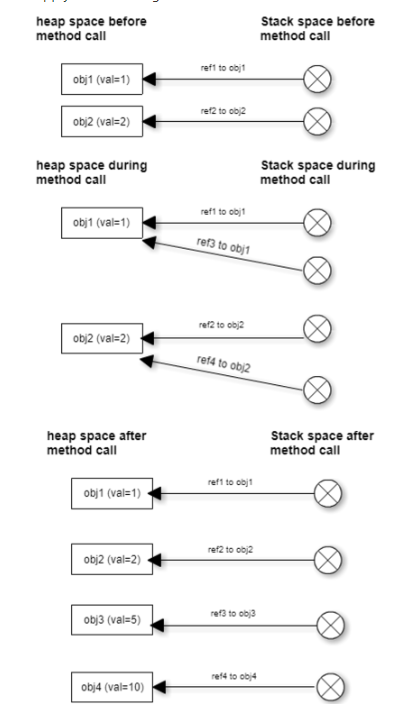 heap space before
method call
Stack space before
method call
ref1 to obj1
obj1 (val=1)
ref2 to obj2
obj2 (val=2)
heap space during
method call
Stack space during
method call
ref1 to obj1
obj1 (val=1)
ref3 to obj1
ref2 to obj2
obj2 (val=2)
ref4 to obj2
heap space after
method call
Stack space after
method call
ref1 to obj1
obj1 (val=1)
ref2 to obj2
obj2 (val=2)
ref3 to obj3
obj3 (val=5)
ref4 to obj4
obj4 (val=10)